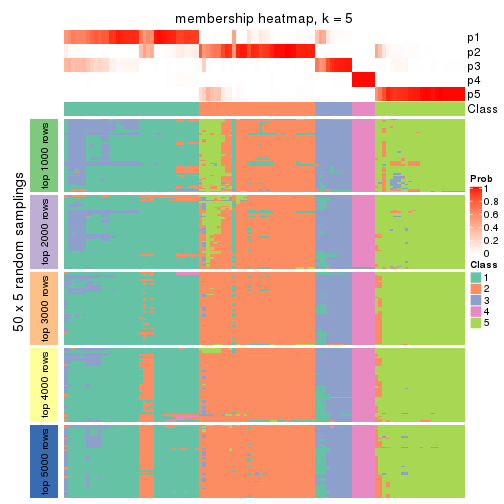 membership heatmap, k = 5
p1
p2
p3
p4
p5
Class
50 x 5 random samplings
top 1000 rows
top 2000 rows
top 3000 rows
top 4000 rows
top 5000 rows
Prob
1
0.8
0.6
0.4
0.2
0
Class
1
2
3
4
5